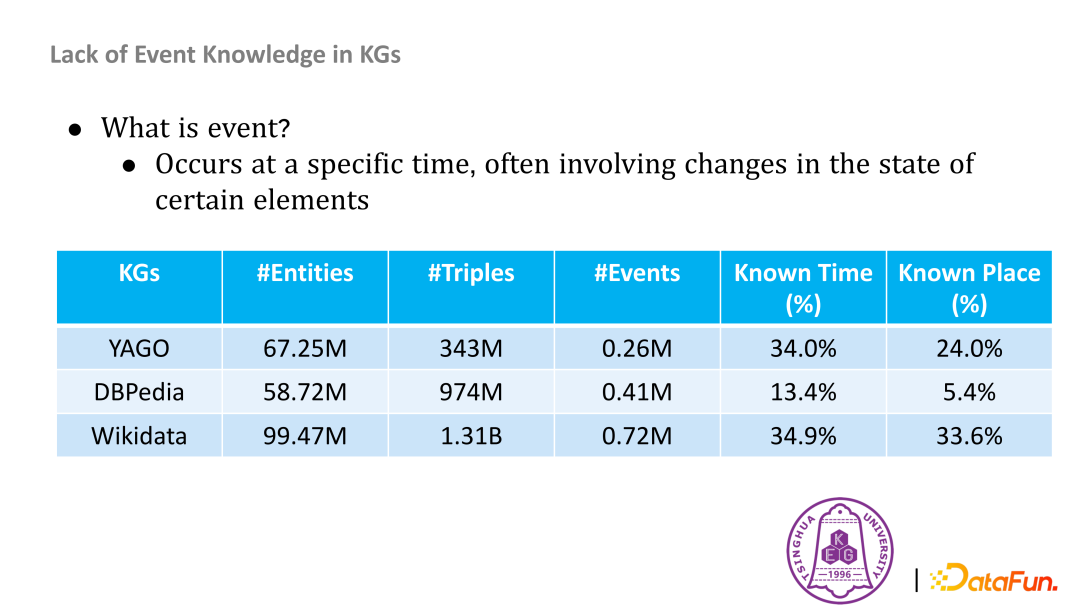 Lack of Event Knowledge in KGs
● What is event?
● Occurs at a specific time, often involving changes in the state of
certain elements
KGs #Entities #Triples #Events Known Time (%) Known Place (%)
YAGO 67.25M 343M 0.26M 34.0% 24.0%
DBPedia 58.72M 974M 0.41M 13.4% 5.4%
Wikidata 99.47M 1.31B 0.72M 34.9% 33.6%
TSINGHUA UNIVERSITY
K
E G
1996
| DataFun.